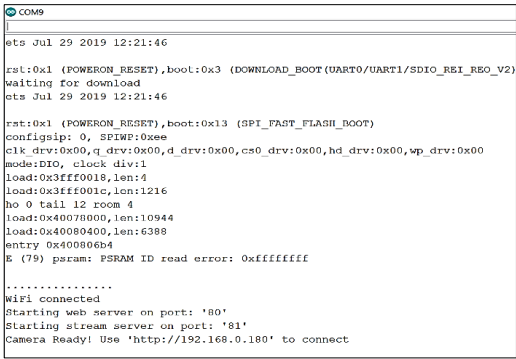 COM9
ets Jul 29 2019 12:21:46
rst:0x1 (POWERON_RESET),boot:0x3 (DOWNLOAD_BOOT(UART0/UART1/SDIO_REI_REO_V2)
waiting for download
ets Jul 29 2019 12:21:46
rst:0x1 (POWERON_RESET),boot:0x13 (SPI_FAST_FLASH_BOOT)
configsip: 0, SPIWP:0xee
clk_drv:0x00,q_drv:0x00,d_drv:0x00,cs0_drv:0x00,hd_drv:0x00,wp_drv:0x00
mode:DIO, clock div:1
load:0x3fff0018,len:4
load:0x3fff001c,len:1216
ho 0 tail 12 room 4
load:0x40078000,len:10944
load:0x40080400,len:6388
entry 0x400806b4
E (79) psram: PSRAM ID read error: 0xffffffff
...............
WiFi connected
Starting web server on port: '80'
Starting stream server on port: '81'
Camera Ready! Use 'http://192.168.0.180' to connect